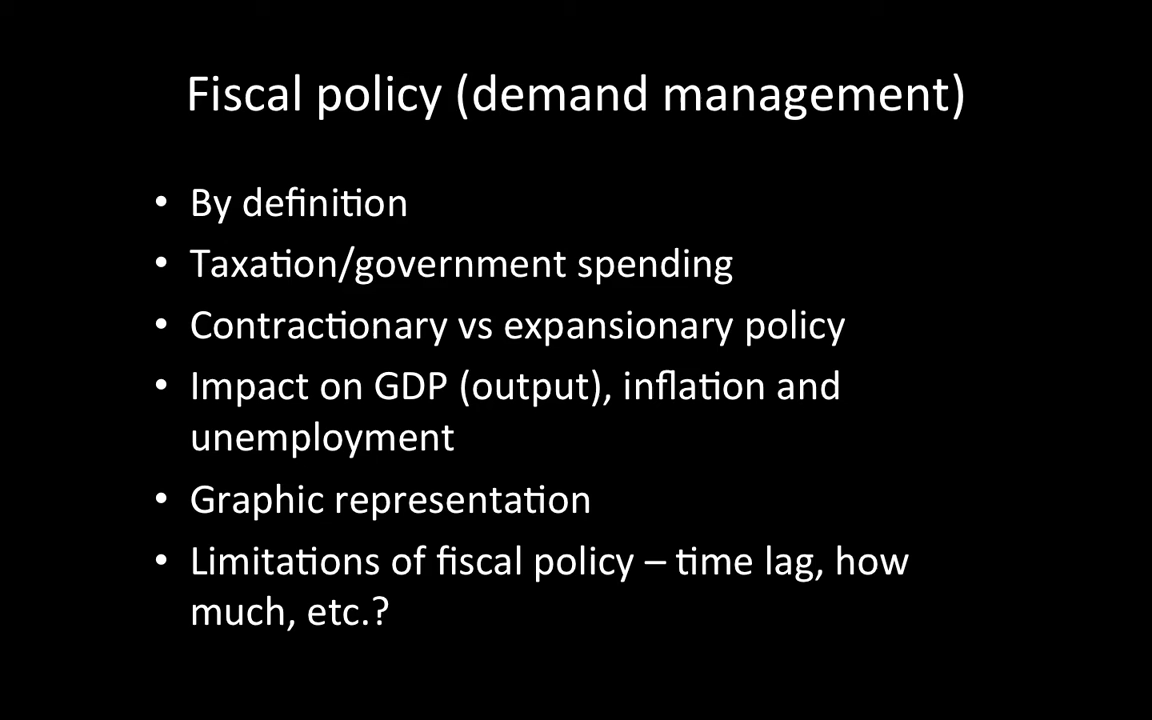 Fiscal policy (demand management)
• By definition
• Taxation/government spending
• Contractionary vs expansionary policy
• Impact on GDP (output), inflation and
unemployment
• Graphic representation
• Limitations of fiscal policy – time lag, how
much, etc.?